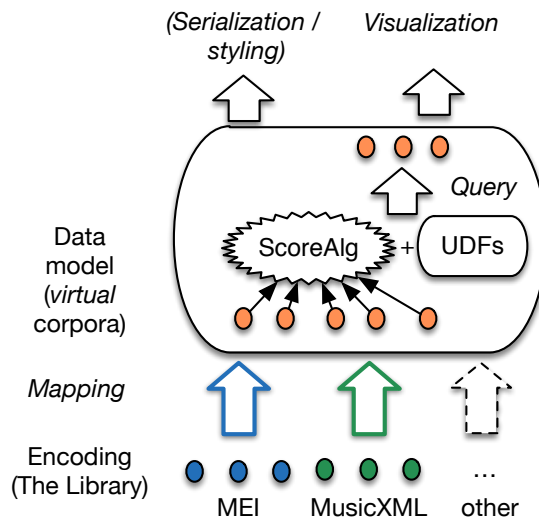 (Serialization /
styling)
Visualization
Query
ScoreAlg
+
UDFs
Data
model
(virtual
corpora)
Mapping
Encoding
(The Library)
MEI
MusicXML
...
other